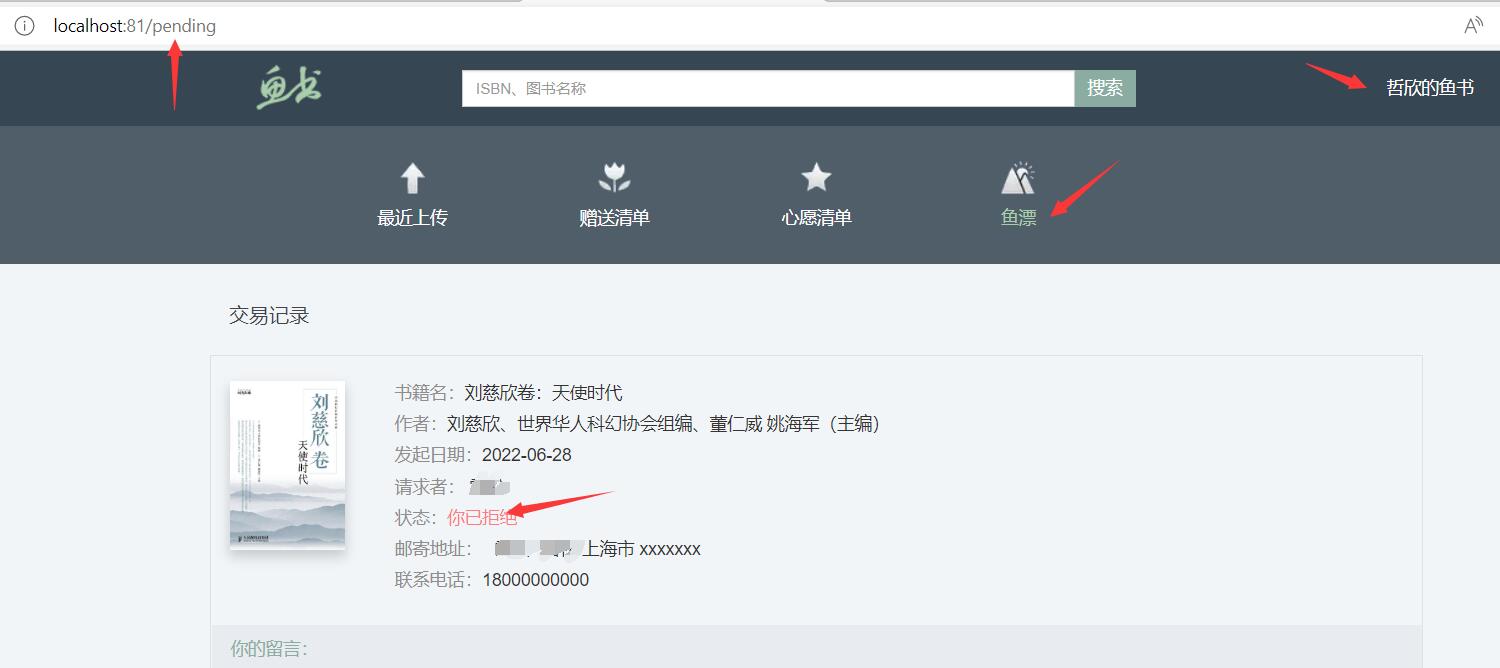 localhost:81/pending
A
鱼书
ISBN、图书名称
搜索
哲欣的鱼书
最近上传
赠送清单
心愿清单
鱼漂
交易记录
刘慈欣卷
天使时代
书籍名：刘慈欣卷：天使时代
作者：刘慈欣、世界华人科幻协会组编、董仁威 姚海军（主编）
发起日期：2022-06-28
请求者：
状态：你已拒绝
邮寄地址： 上海市 xxxxxxx
联系电话：18000000000
你的留言：